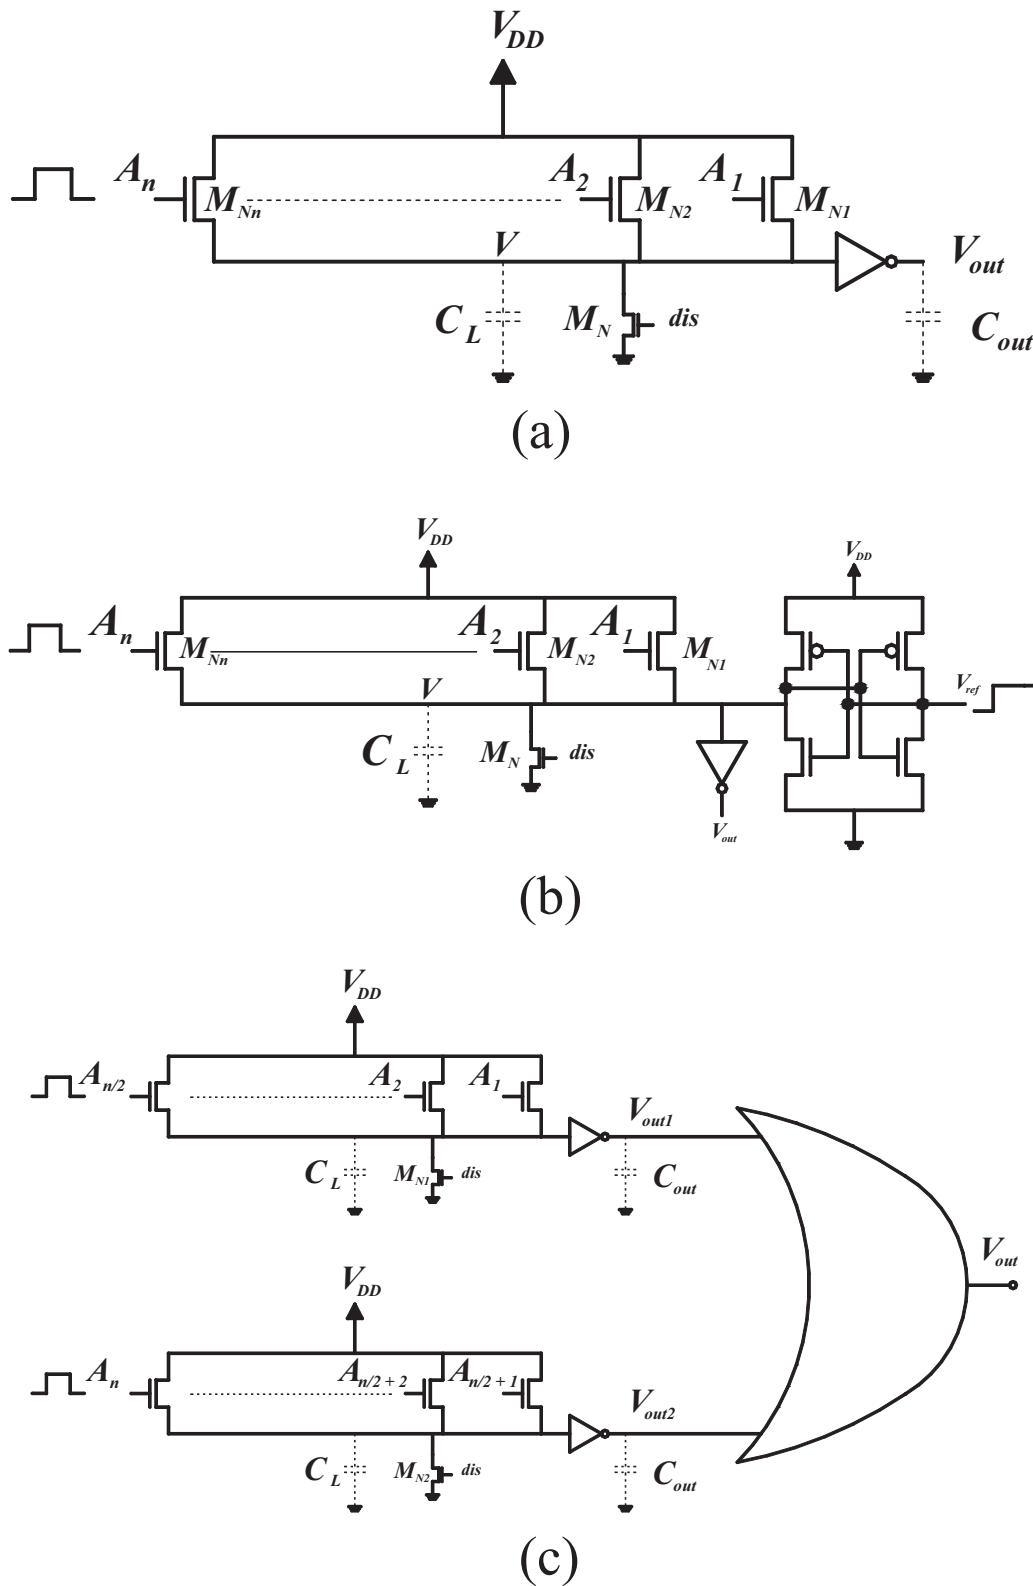 V_DD
A_n M_Nn A_2 M_N2 A_1 M_N1
V V_out
C_L M_N dis C_out
(a)
V_DD V_DD
A_n M_Nn A_2 M_N2 A_1 M_N1
V V_ref
C_L M_N dis
V_out
(b)
V_DD
A_n/2 A_2 A_1
V_out1
C_L M_N1 dis C_out
V_out
V_DD
A_n A_n/2+2 A_n/2+1
V_out2
C_L M_N2 dis C_out
(c)